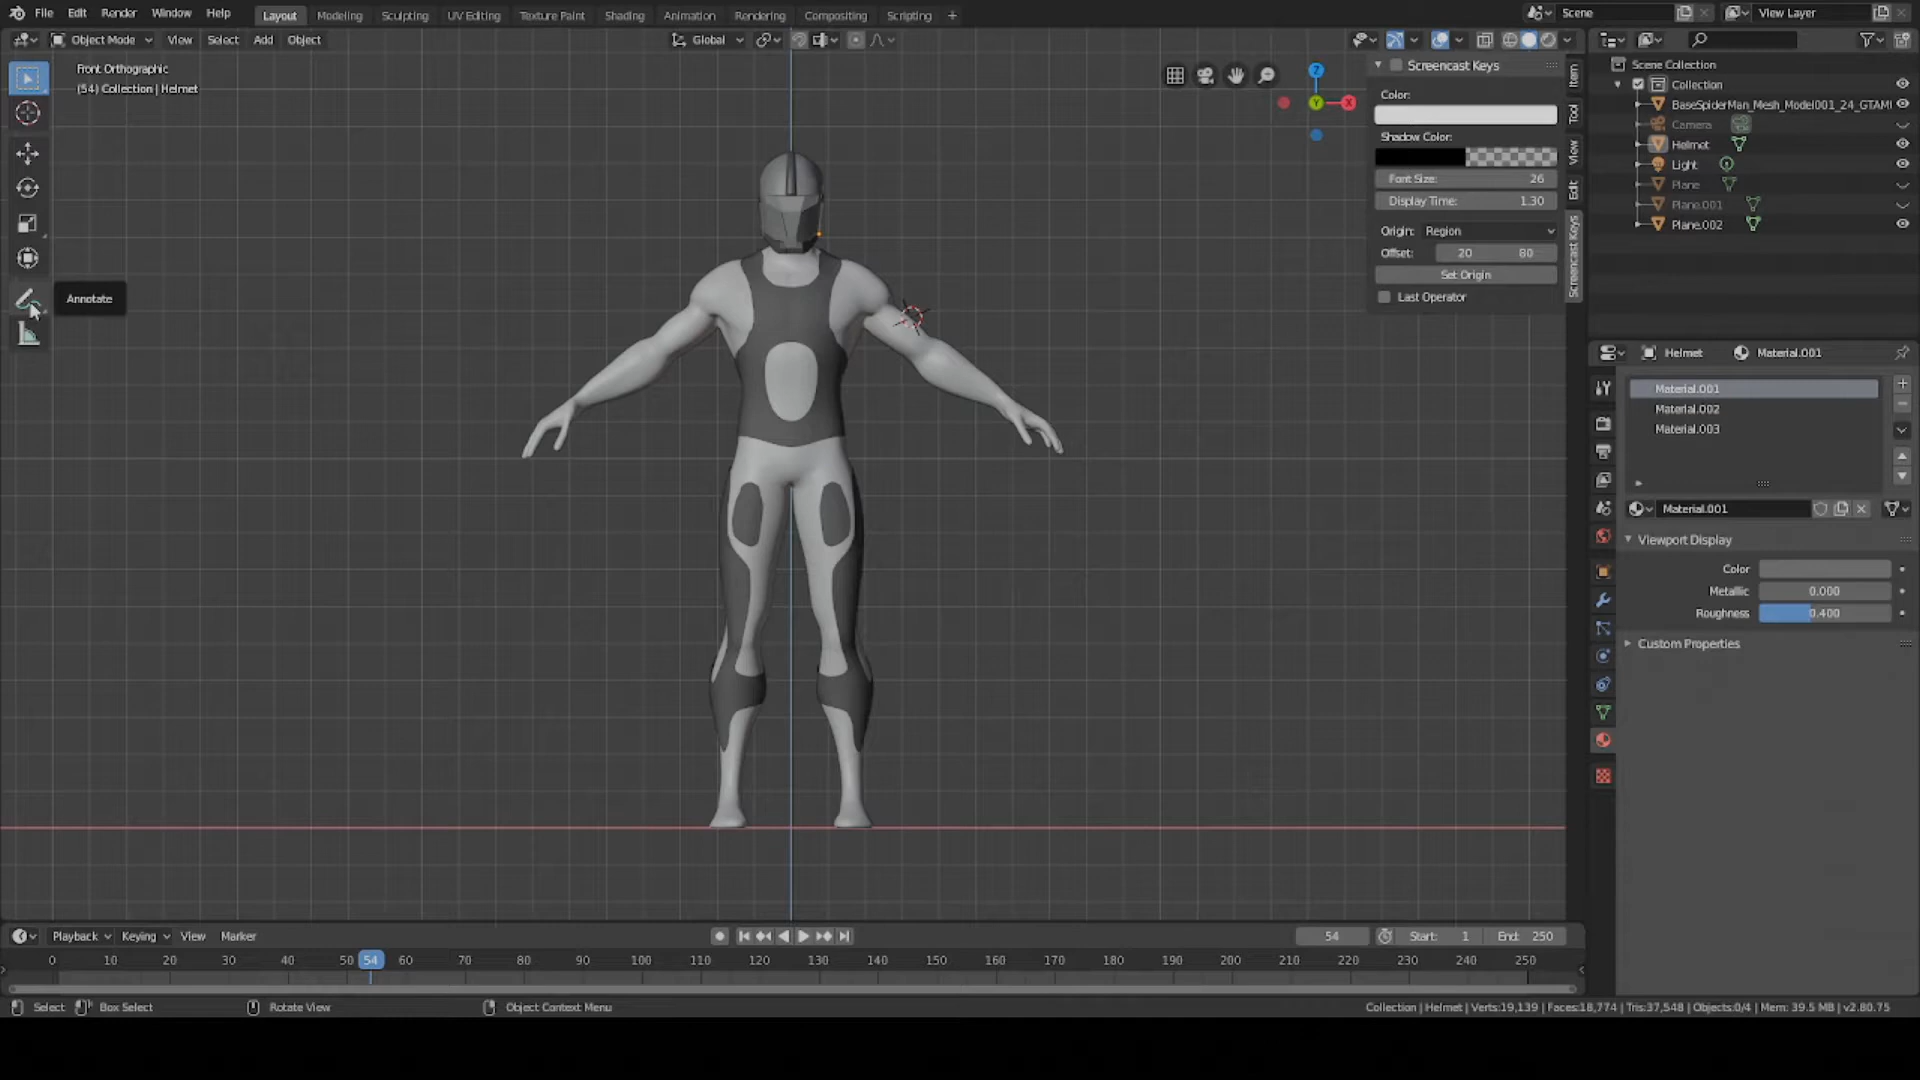 File Edit Render Window Help
Layout Modeling Sculpting UV Editing Texture Paint Shading Animation Rendering Compositing Scripting +
Scene
View Layer
Object Mode View Select Add Object
Global
Front Orthographic
(54) Collection | Helmet
Z
Y
X
Annotate
Screencast Keys
Color:
Shadow Color:
Font Size: 26
Display Time: 1.30
Origin: Region
Offset: 20 80
Set Origin
Last Operator
Item
Tool
View
Edit
Screencast Keys
Scene Collection
Collection
BaseSpiderMan_Mesh_Model001_24_GTAM
Camera
Helmet
Light
Plane
Plane.001
Plane.002
Helmet Material.001
Material.001
Material.002
Material.003
Material.001
Viewport Display
Color
Metallic 0.000
Roughness 0.400
Custom Properties
Playback Keying View Marker
54 Start: 1 End: 250
0 10 20 30 40 50 54 60 70 80 90 100 110 120 130 140 150 160 170 180 190 200 210 220 230 240 250
Select Box Select Rotate View Object Context Menu
Collection | Helmet | Verts:19,139 | Faces:18,774 | Tris:37,548 | Objects:0/4 | Mem: 39.5 MB | v2.80.75